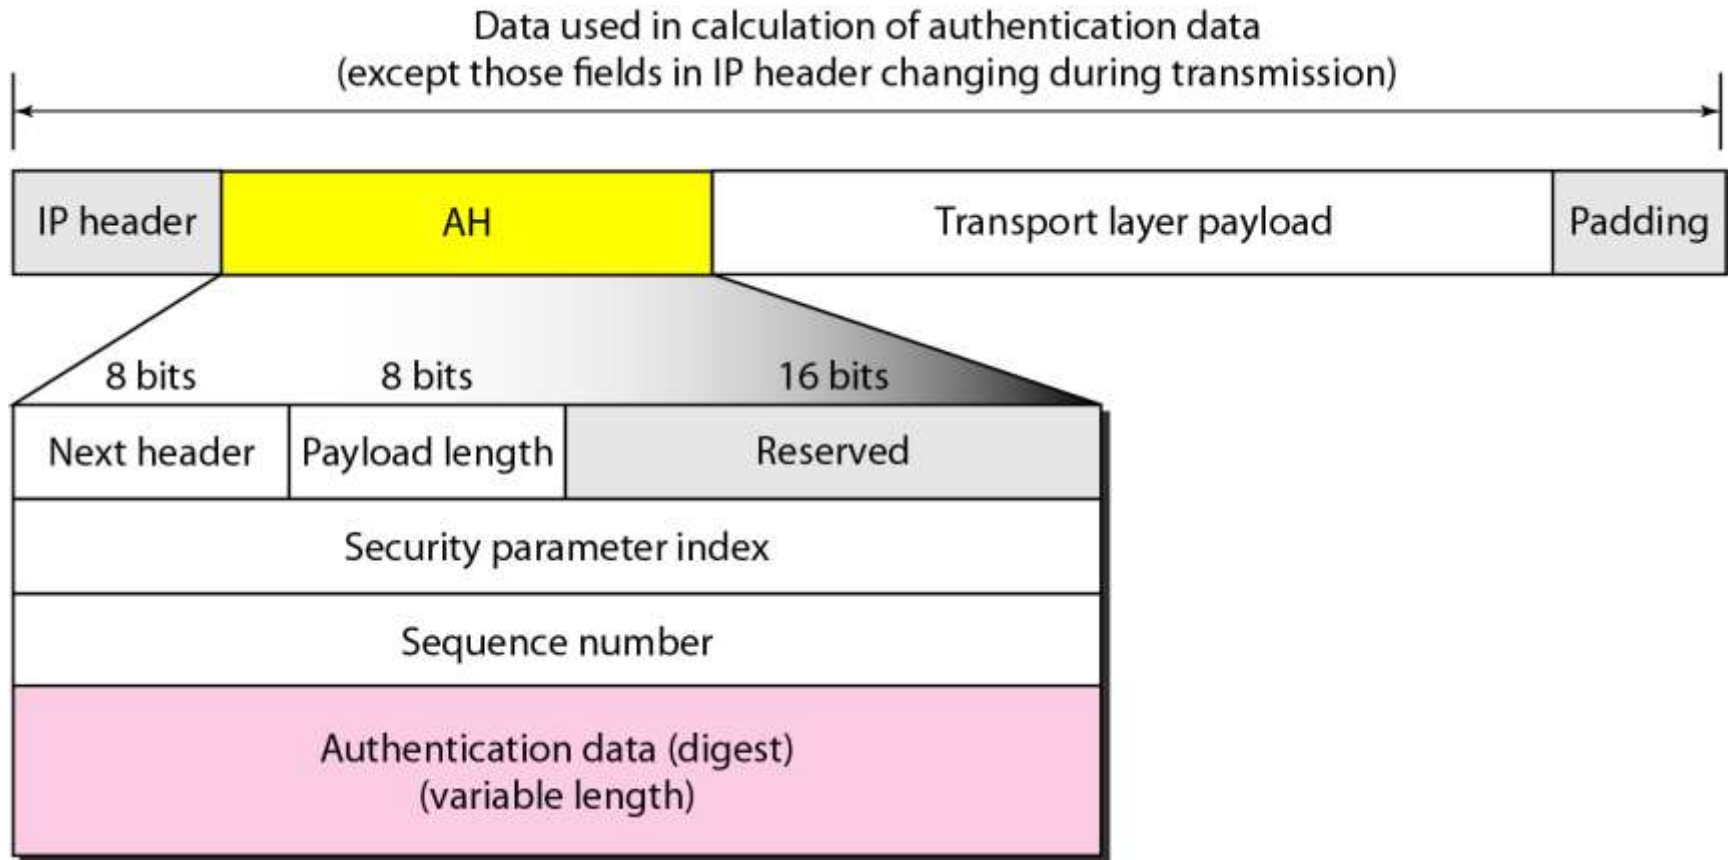 Data used in calculation of authentication data
(except those fields in IP header changing during transmission)
IP header
AH
Transport layer payload
Padding
8 bits
8 bits
16 bits
Next header
Payload length
Reserved
Security parameter index
Sequence number
Authentication data (digest)
(variable length)